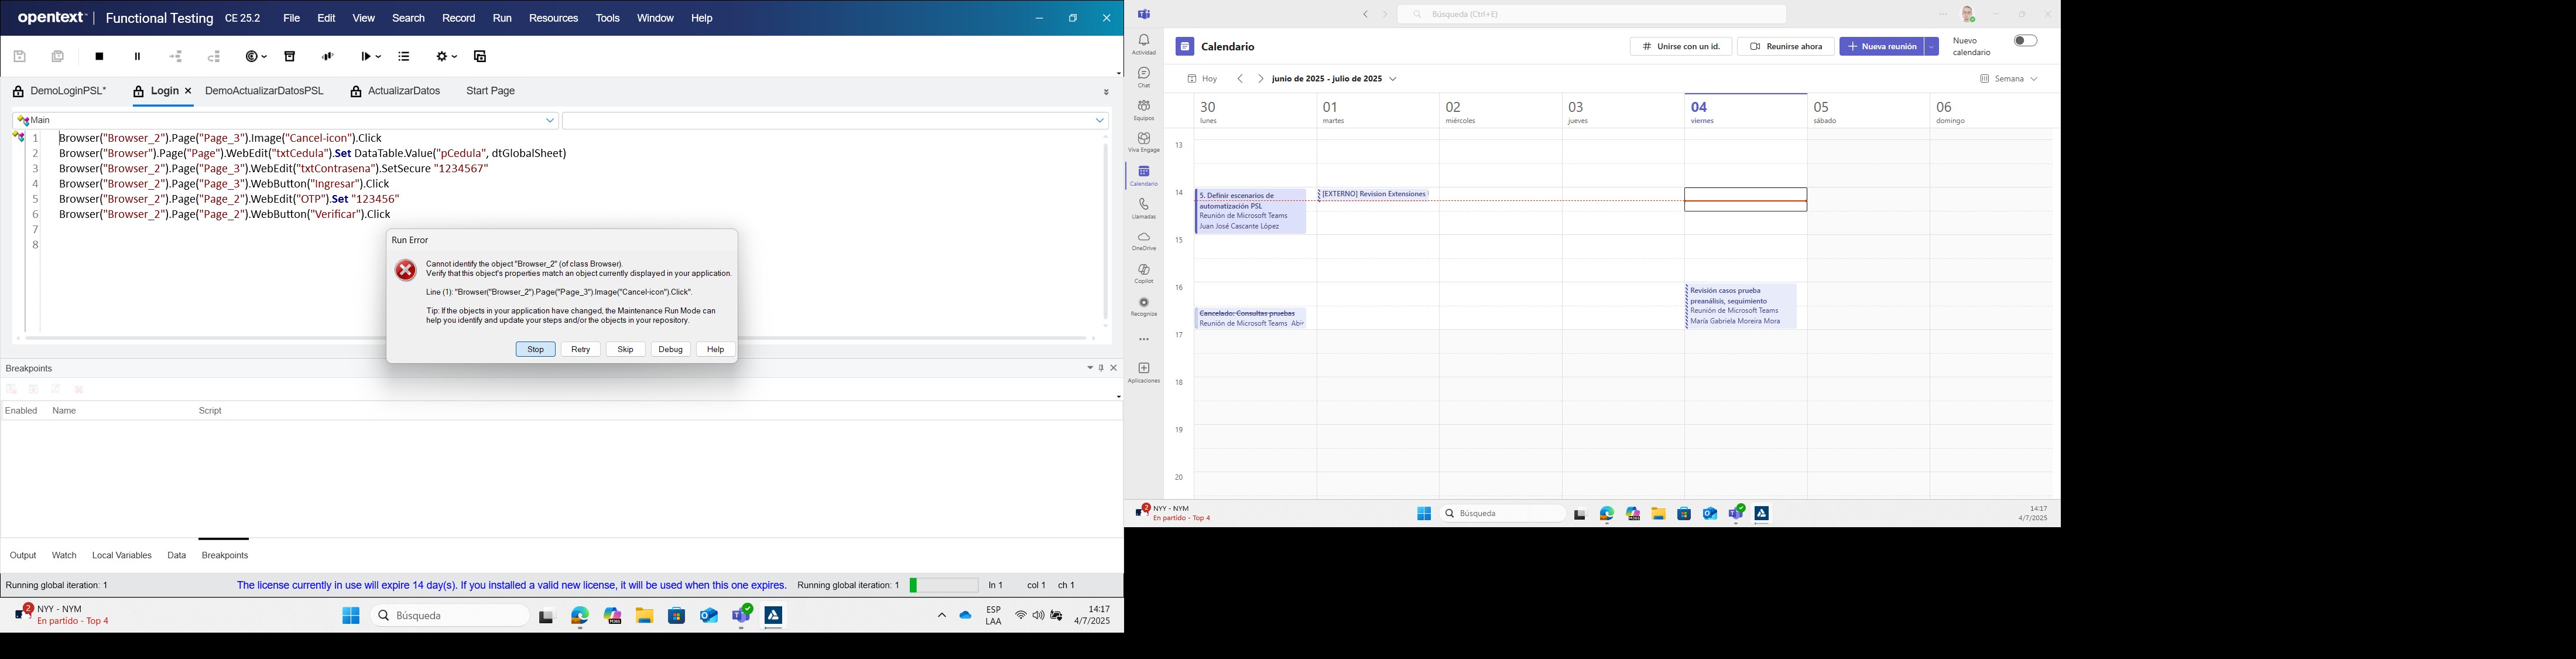 opentext | Functional Testing CE 25.2 File Edit View Search Record Run Resources Tools Window Help
DemoLoginPSL* Login DemoActualizarDatosPSL ActualizarDatos Start Page
Main
1 Browser("Browser_2").Page("Page_3").Image("Cancel-icon").Click
2 Browser("Browser").Page("Page").WebEdit("txtCedula").Set DataTable.Value("pCedula", dtGlobalSheet)
3 Browser("Browser_2").Page("Page_3").WebEdit("txtContrasena").SetSecure "1234567"
4 Browser("Browser_2").Page("Page_3").WebButton("Ingresar").Click
5 Browser("Browser_2").Page("Page_2").WebEdit("OTP").Set "123456"
6 Browser("Browser_2").Page("Page_2").WebButton("Verificar").Click
7
8
Run Error
Cannot identify the object "Browser_2" (of class Browser).
Verify that this object's properties match an object currently displayed in your application.
Line (1): "Browser("Browser_2").Page("Page_3").Image("Cancel-icon").Click".
Tip: If the objects in your application have changed, the Maintenance Run Mode can
help you identify and update your steps and/or the objects in your repository.
Stop Retry Skip Debug Help
Breakpoints
Enabled Name Script
Output Watch Local Variables Data Breakpoints
Running global iteration: 1 The license currently in use will expire 14 day(s). If you installed a valid new license, it will be used when this one expires. Running global iteration: 1 ln 1 col 1 ch 1
2 NYY - NYM
En partido - Top 4
Búsqueda
ESP
LAA
14:17
4/7/2025
Búsqueda (Ctrl+E)
Actividad
Chat
Equipos
Viva Engage
Calendario
Llamadas
OneDrive
Copilot
Recognize
Aplicaciones
Calendario
# Unirse con un id. Reunirse ahora + Nueva reunión
Nuevo
calendario
Hoy junio de 2025 - julio de 2025 Semana
30 01 02 03 04 05 06
lunes martes miércoles jueves viernes sábado domingo
13
14
5. Definir escenarios de
automatización PSL
Reunión de Microsoft Teams
Juan José Cascante López
[EXTERNO] Revision Extensiones
15
16
Revisión casos prueba
preanálisis, seguimiento
Reunión de Microsoft Teams
María Gabriela Moreira Mora
Cancelado: Consultas pruebas
Reunión de Microsoft Teams
17
18
19
20
2 NYY - NYM
En partido - Top 4
Búsqueda
14:17
4/7/2025